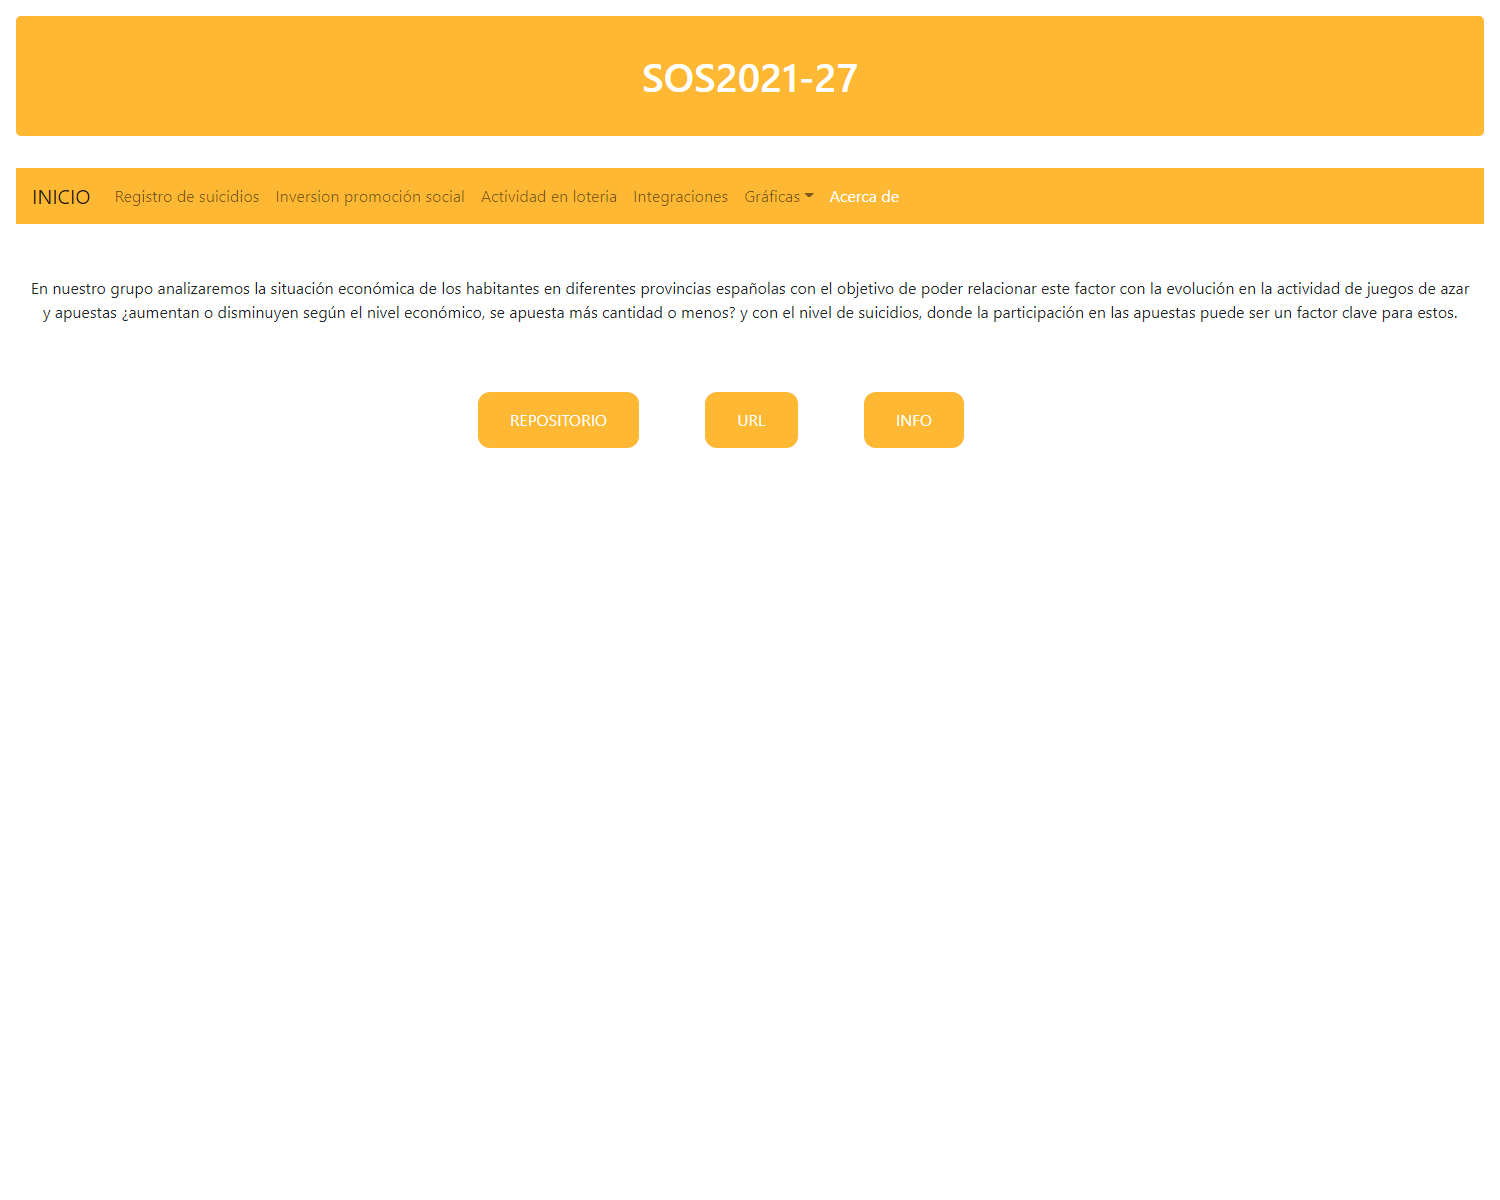 SOS2021-27
INICIO Registro de suicidios Inversion promoción social Actividad en loteria Integraciones Gráficas Acerca de
En nuestro grupo analizaremos la situación económica de los habitantes en diferentes provincias españolas con el objetivo de poder relacionar este factor con la evolución en la actividad de juegos de azar
y apuestas ¿aumentan o disminuyen según el nivel económico, se apuesta más cantidad o menos? y con el nivel de suicidios, donde la participación en las apuestas puede ser un factor clave para estos.
REPOSITORIO URL INFO